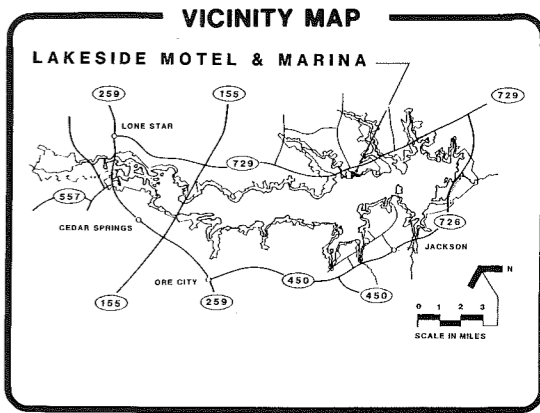 VICINITY MAP
LAKESIDE MOTEL & MARINA
259
155
729
LONE STAR
729
557
CEDAR SPRINGS
726
JACKSON
ORE CITY
450
N
155
259
450
0 1 2 3
SCALE IN MILES